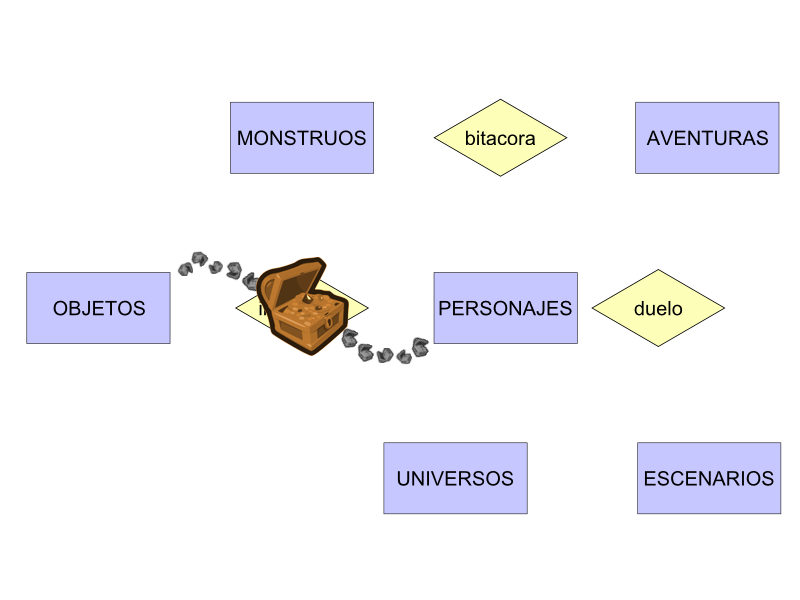 MONSTRUOS
bitacora
AVENTURAS
OBJETOS
PERSONAJES
duelo
UNIVERSOS
ESCENARIOS